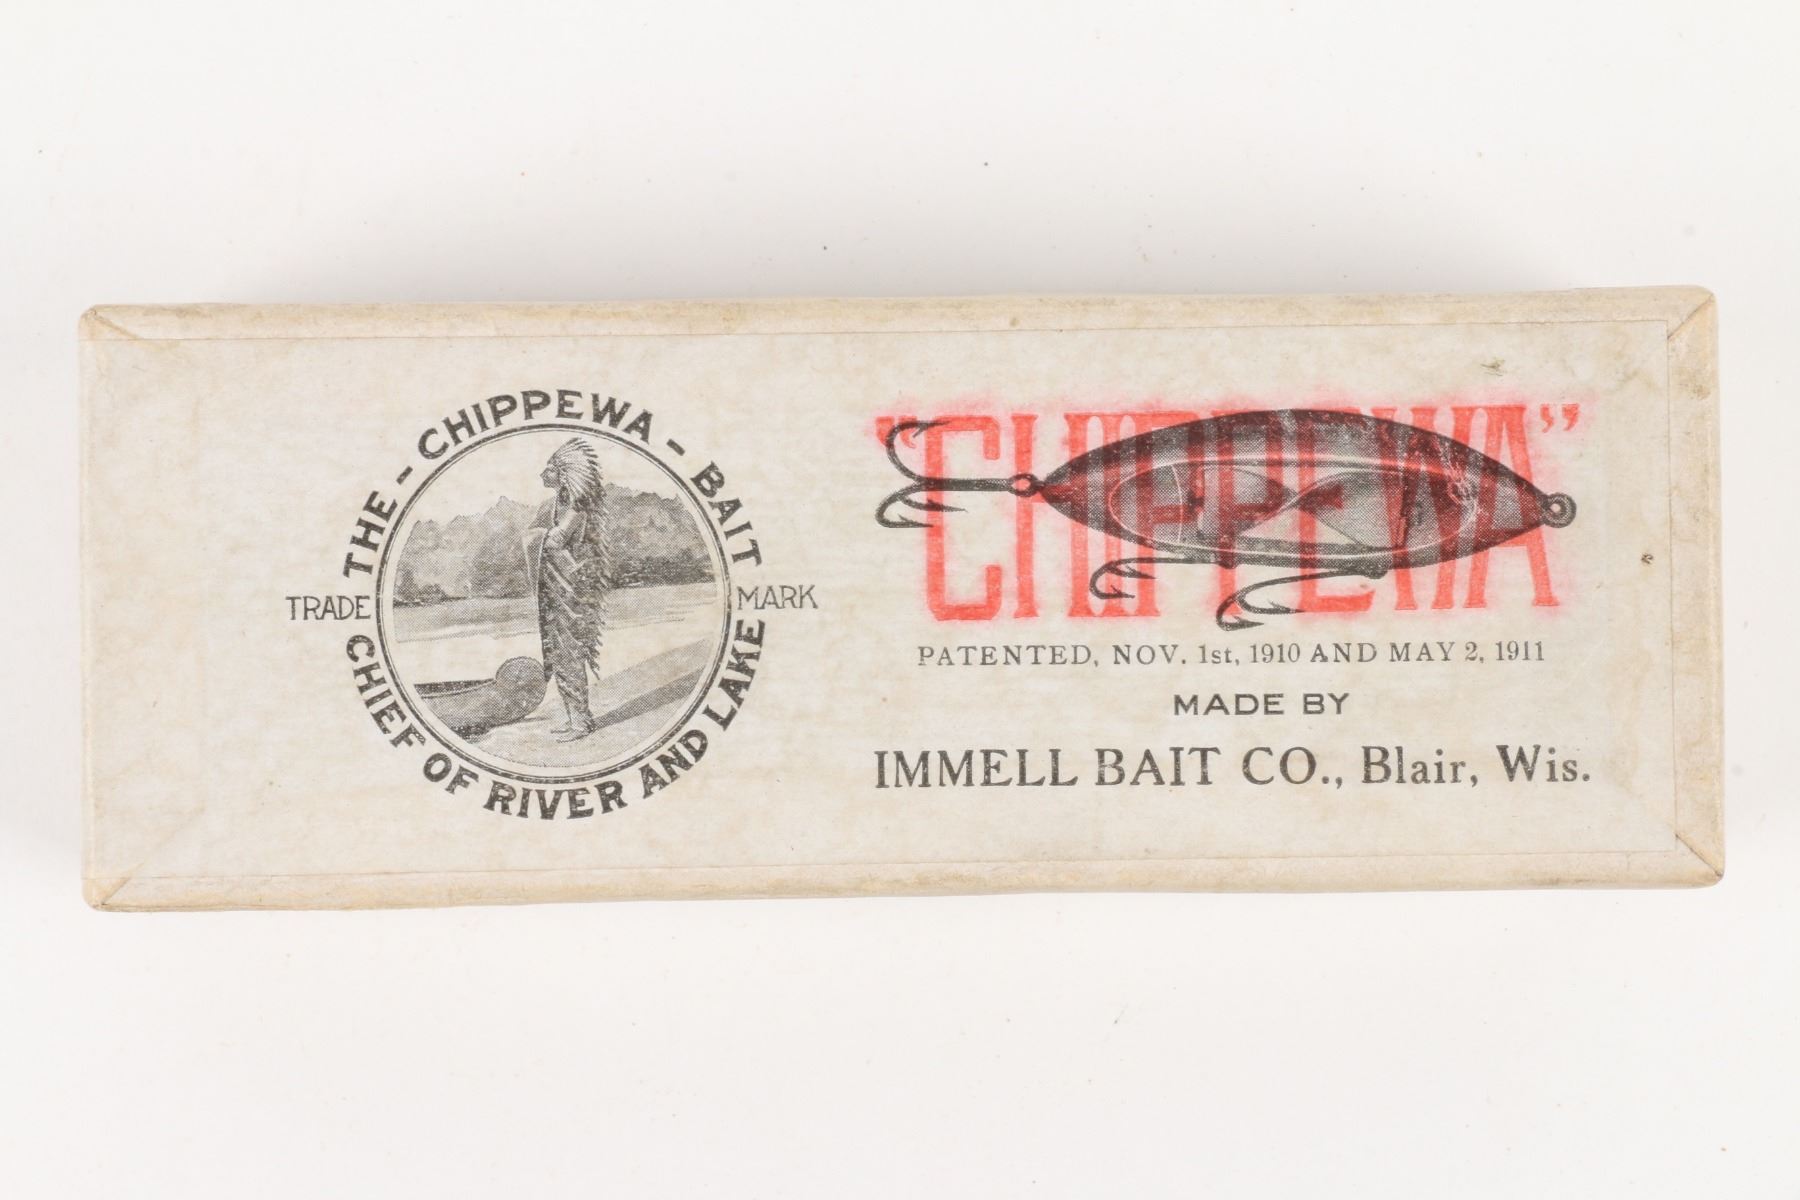 THE - CHIPPEWA - BAIT
TRADE MARK
CHIEF OF RIVER AND LAKE
"CHIPPEWA"
PATENTED, NOV. 1st, 1910 AND MAY 2, 1911
MADE BY
IMMELL BAIT CO., Blair, Wis.